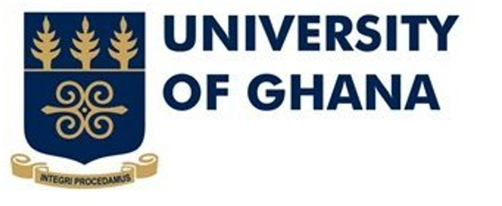 UNIVERSITY
OF GHANA
INTEGRI PROCEDAMUS